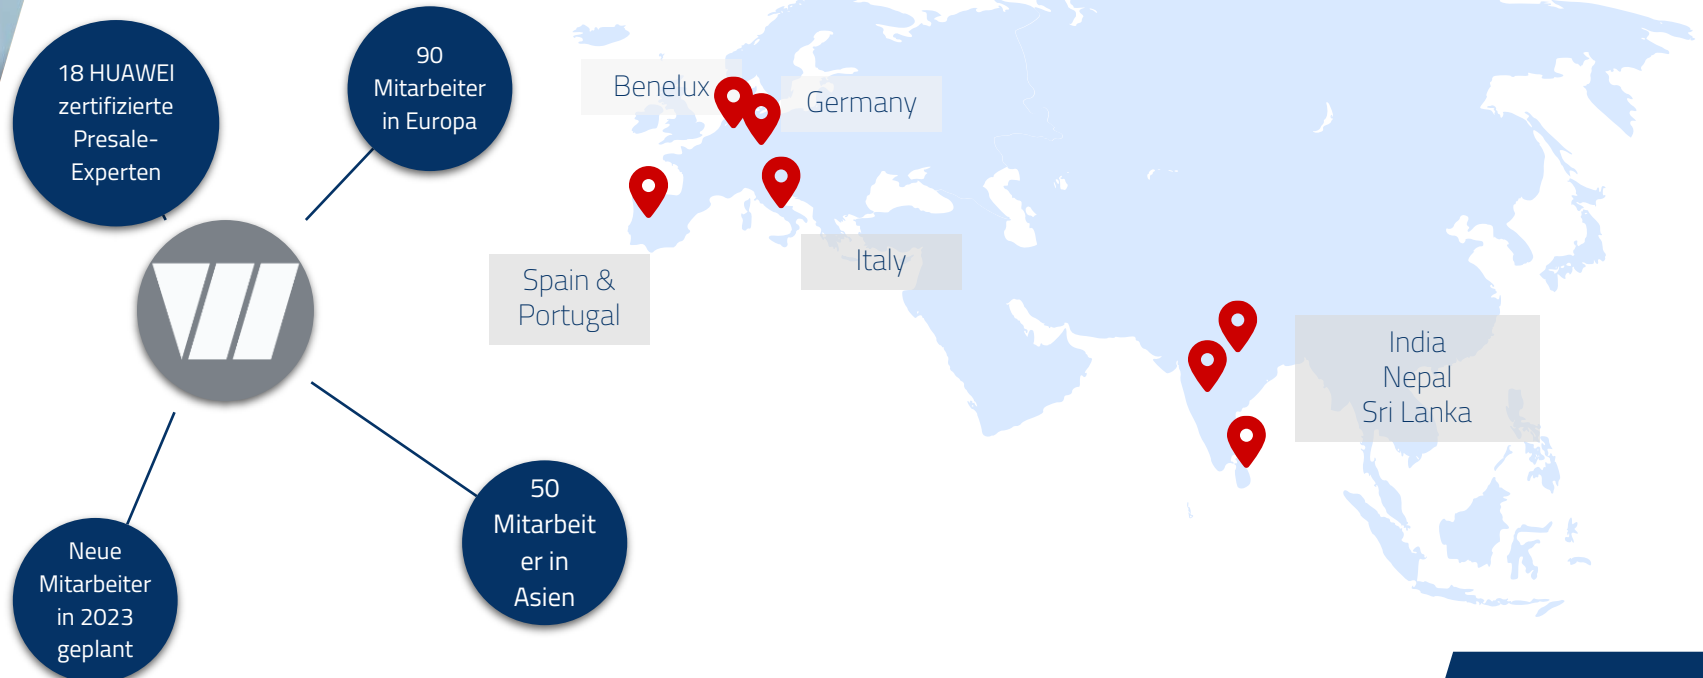 18 HUAWEI
zertifizierte
Presale-
Experten
90
Mitarbeiter
in Europa
Benelux
Germany
Spain &
Portugal
Italy
India
Nepal
Sri Lanka
50
Mitarbeit
er in
Asien
Neue
Mitarbeiter
in 2023
geplant